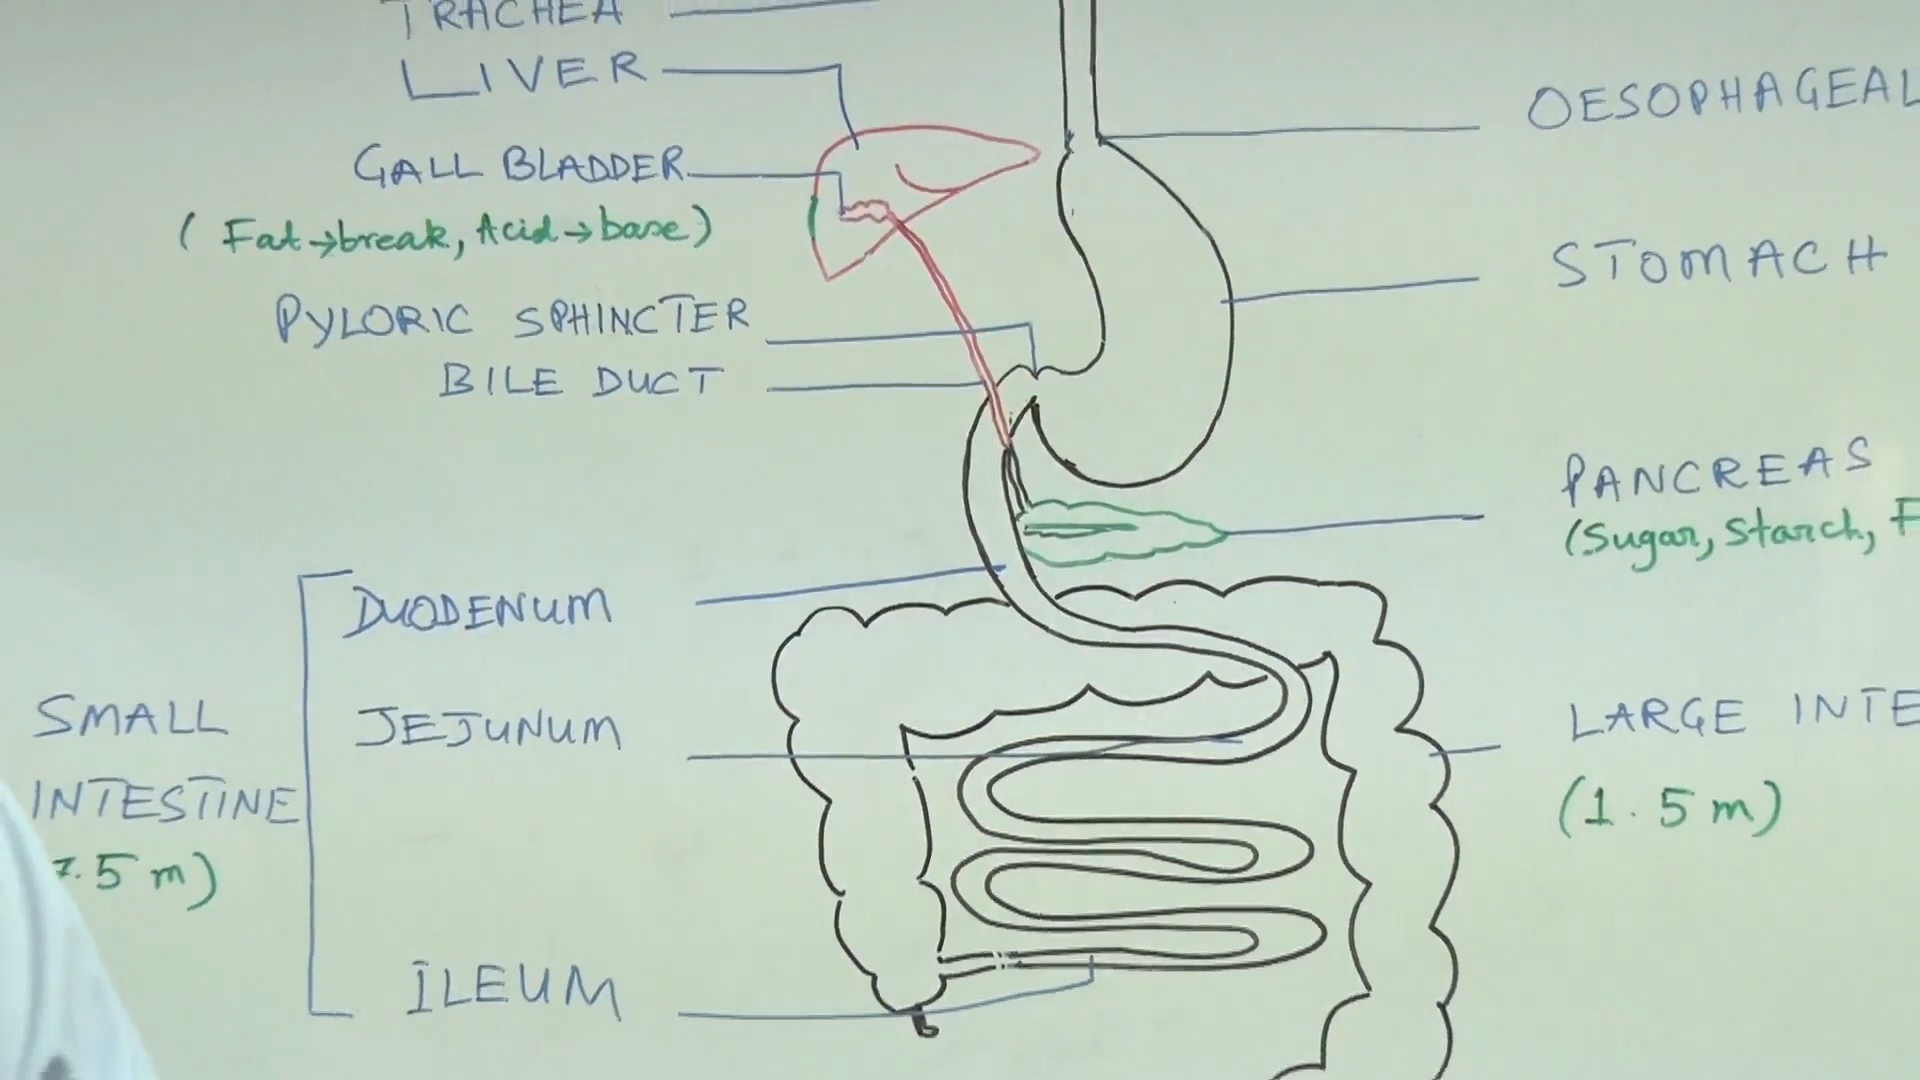 TRACHEA
LIVER
GALL BLADDER
( Fat→break, Acid→base)
PYLORIC SPHINCTER
BILE DUCT
DUODENUM
JEJUNUM
ILEUM
SMALL
INTESTINE
7.5 m)
OESOPHAGEAL
STOMACH
PANCREAS
(Sugar, Starch, F
LARGE INTE
(1.5 m)